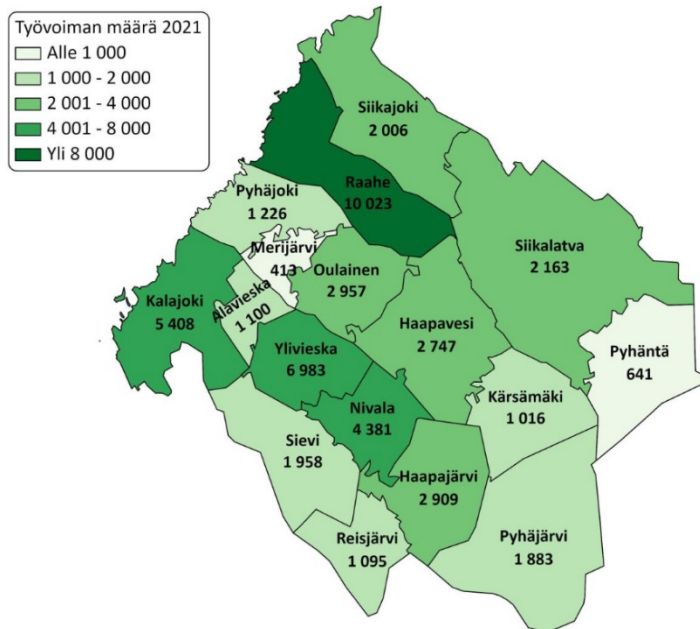 Työvoiman määrä 2021
Alle 1 000
1 000 - 2 000
2 001 - 4 000
4 001 - 8 000
Yli 8 000
Siikajoki
2 006
Raahe
10 023
Pyhäjoki
1 226
Merijärvi
413
Oulainen
2 957
Siikalatva
2 163
Kalajoki
5 408
Alavieska
1 100
Haapavesi
2 747
Pyhäntä
641
Ylivieska
6 983
Kärsämäki
1 016
Nivala
4 381
Sievi
1 958
Haapajärvi
2 909
Reisjärvi
1 095
Pyhäjärvi
1 883